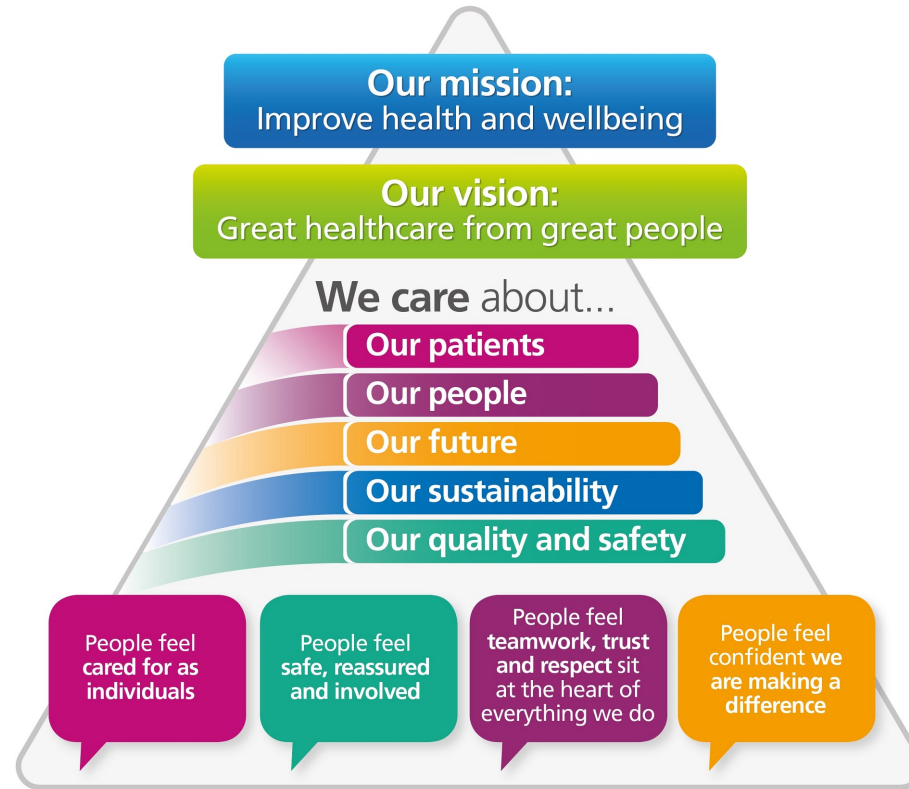 Our mission:
Improve health and wellbeing
Our vision:
Great healthcare from great people
We care about...
Our patients
Our people
Our future
Our sustainability
Our quality and safety
People feel
cared for as
individuals
People feel
safe, reassured
and involved
People feel
teamwork, trust
and respect sit
at the heart of
everything we do
People feel
confident we
are making a
difference